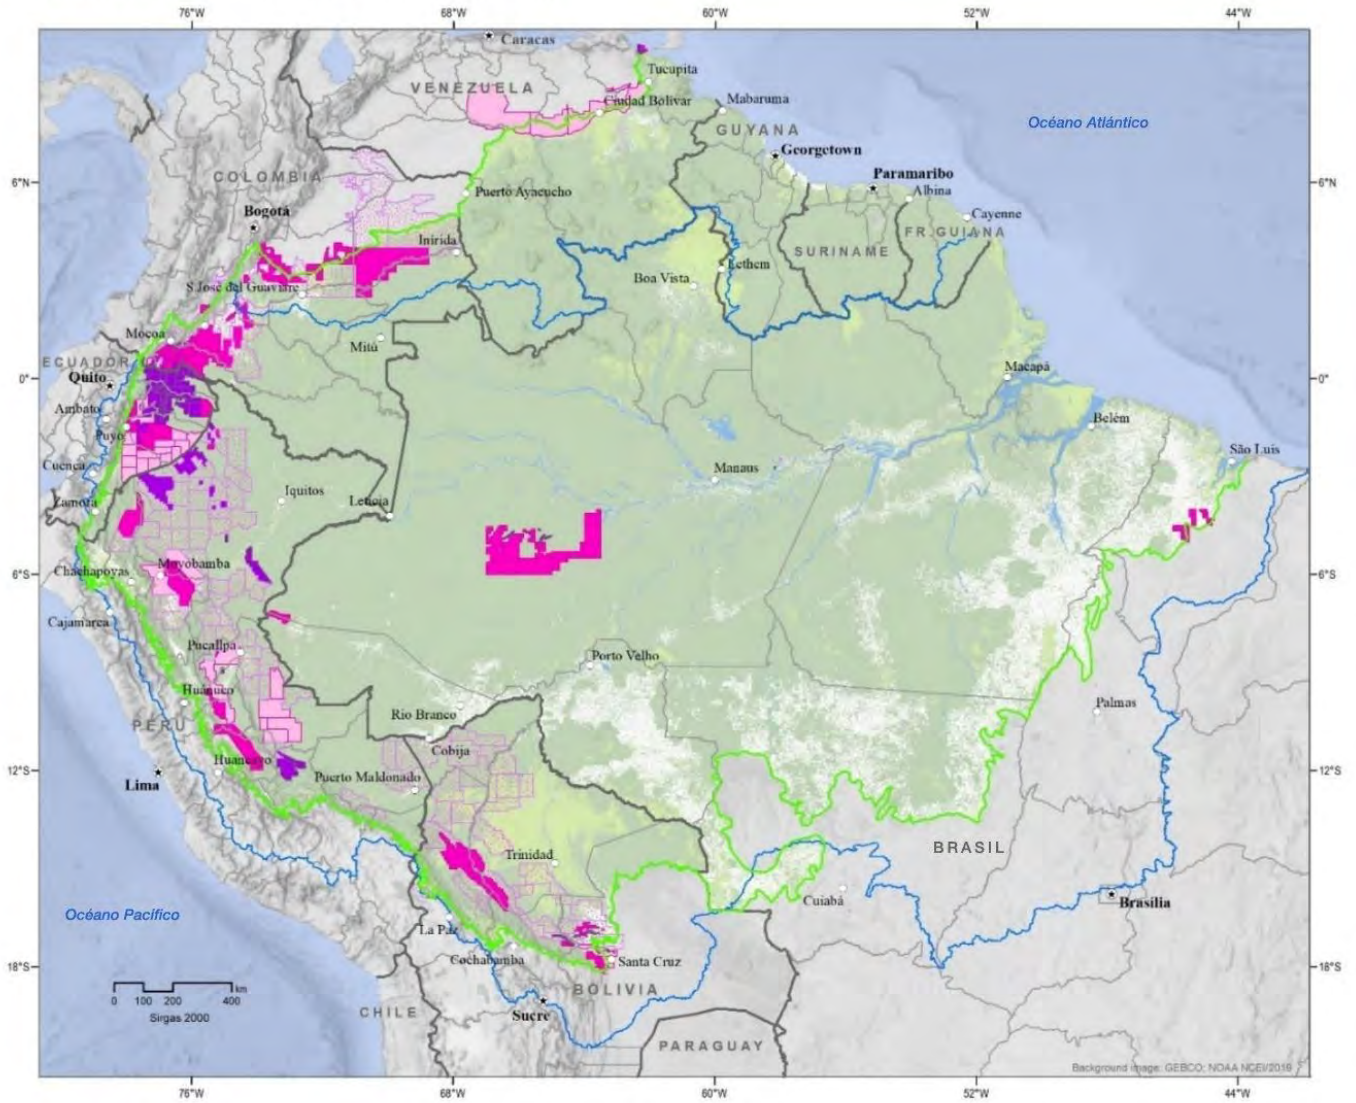 76°W 68°W 60°W 52°W 44°W
Caracas
Tucupita
VENEZUELA
Ciudad Bolivar
Mabaruma
Océano Atlántico
GUYANA
Georgetown
COLOMBIA
Paramaribo
6°N 6°N
Puerto Ayacucho
Albina
Bogotá
Cayenne
FR.GUIANA
Inirida
SURINAME
Lethem
Boa Vista
S José del Guaviare
Mocoa
Mitú
ECUADOR
Macapá
Quito
0° 0°
Ambato
Belém
Puyo
São Luis
Cuenca
Manaus
Iquitos
Leticia
Zamora
Moyobamba
Chachapoyas
6°S 6°S
Cajamarca
Pucallpa
Porto Velho
Huánuco
Palmas
Rio Branco
PERU
Cobija
Huancayo
12°S 12°S
Puerto Maldonado
Lima
BRASIL
Trinidad
Cuiabá
Brasília
Océano Pacífico
La Paz
Cochabamba
Santa Cruz
18°S 18°S
BOLIVIA
0 100 200 400 km
Sirgas 2000
CHILE
Sucre
PARAGUAY
Background image: GEBCO; NOAA NCEI/2019
76°W 68°W 60°W 52°W 44°W